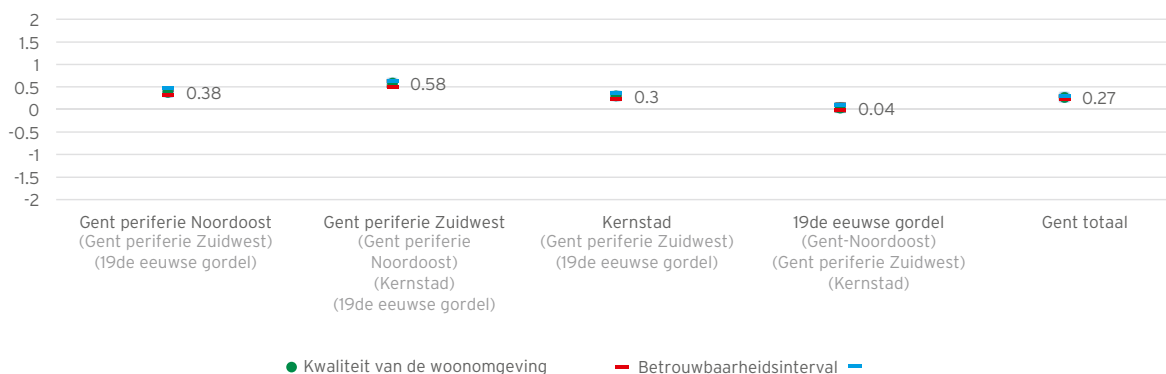 2
1.5
1
0.5
0
-0.5
-1
-1.5
-2
0.38
0.58
0.3
0.04
0.27
Gent periferie Noordoost
(Gent periferie Zuidwest)
(19de eeuwse gordel)
Gent periferie Zuidwest
(Gent periferie
Noordoost)
(Kernstad)
(19de eeuwse gordel)
Kernstad
(Gent periferie Zuidwest)
(19de eeuwse gordel)
19de eeuwse gordel
(Gent-Noordoost)
(Gent periferie Zuidwest)
(Kernstad)
Gent totaal
Kwaliteit van de woonomgeving
Betrouwbaarheidsinterval